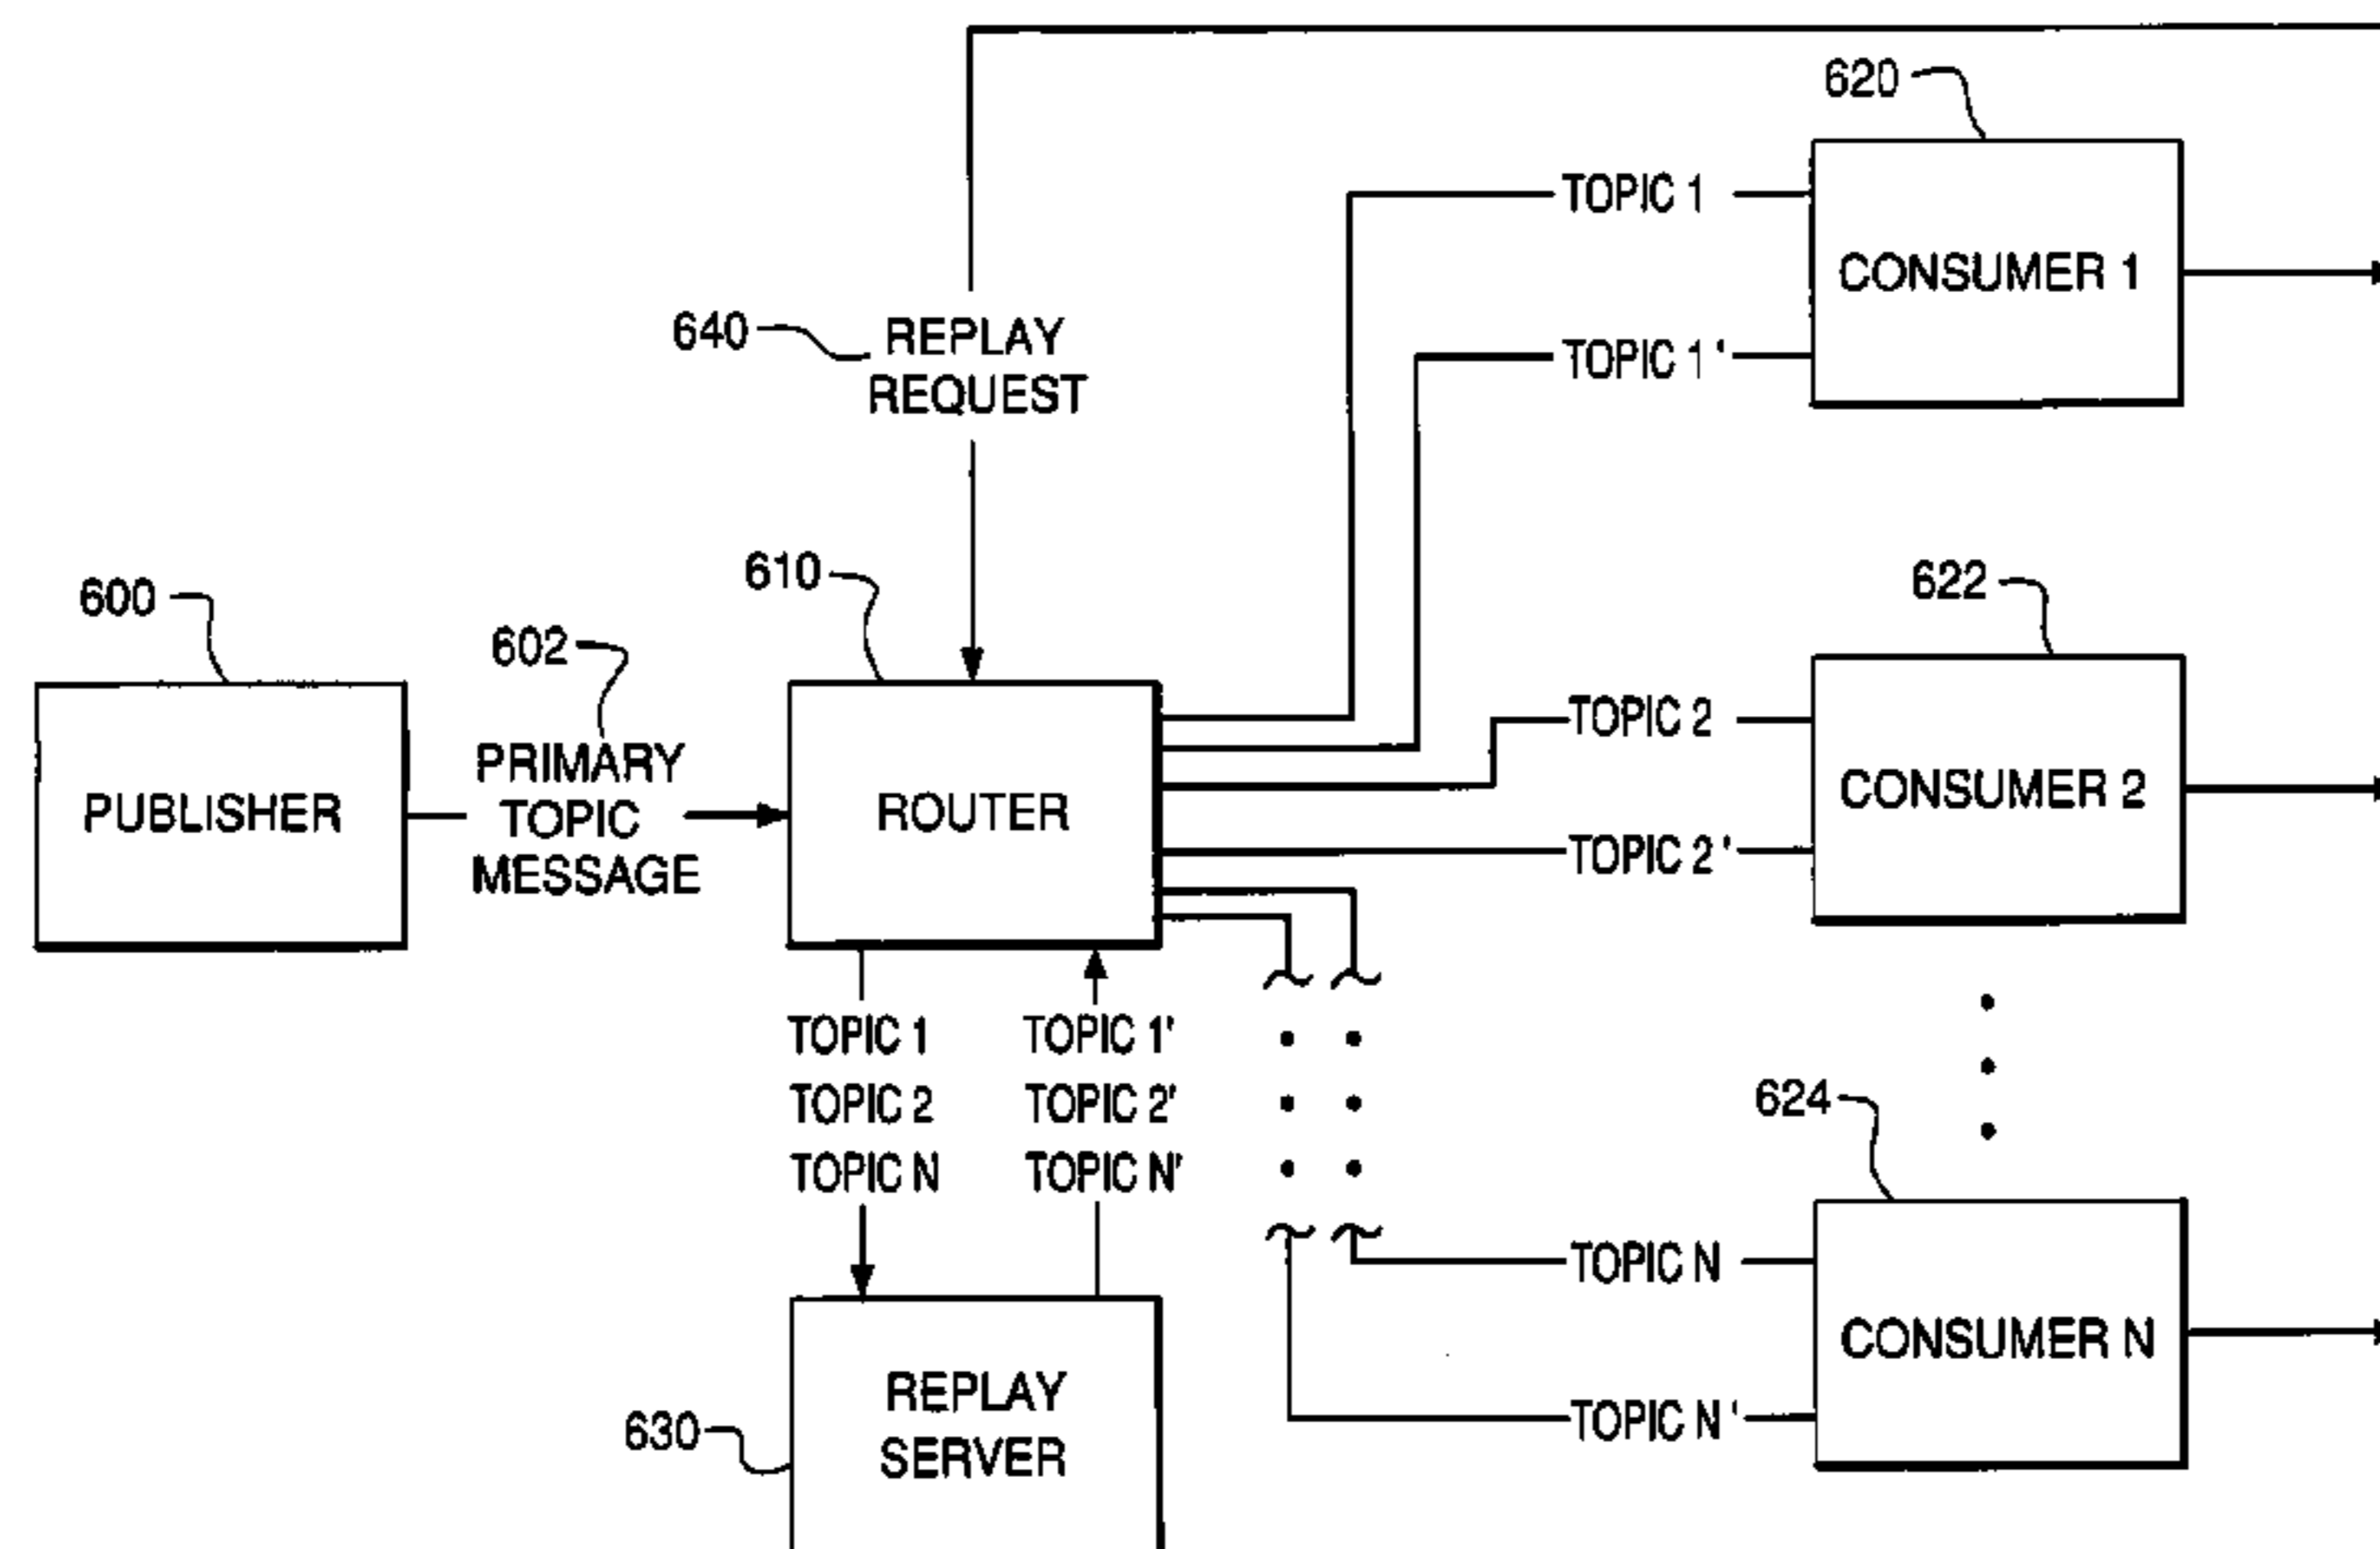 620
TOPIC 1
CONSUMER 1
TOPIC 1'
640
REPLAY
REQUEST
600
602
610
622
PUBLISHER
PRIMARY
TOPIC
MESSAGE
ROUTER
TOPIC 2
CONSUMER 2
TOPIC 2'
TOPIC 1
TOPIC 2
TOPIC N
TOPIC 1'
TOPIC 2'
TOPIC N'
624
TOPIC N
CONSUMER N
TOPIC N'
630
REPLAY
SERVER